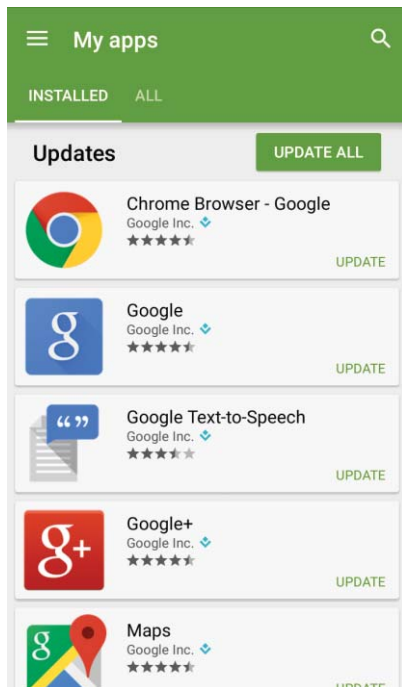 My apps
INSTALLED ALL
Updates
UPDATE ALL
Chrome Browser - Google
Google Inc.
UPDATE
g
Google
Google Inc.
UPDATE
“ ”
Google Text-to-Speech
Google Inc.
UPDATE
g+
Google+
Google Inc.
UPDATE
g
Maps
Google Inc.
UPDATE